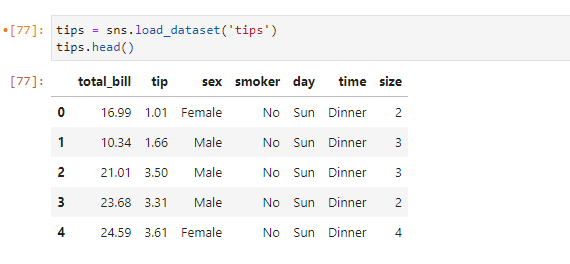 [77]: tips = sns.load_dataset('tips')
tips.head()
[77]: total_bill tip sex smoker day time size
0 16.99 1.01 Female No Sun Dinner 2
1 10.34 1.66 Male No Sun Dinner 3
2 21.01 3.50 Male No Sun Dinner 3
3 23.68 3.31 Male No Sun Dinner 2
4 24.59 3.61 Female No Sun Dinner 4